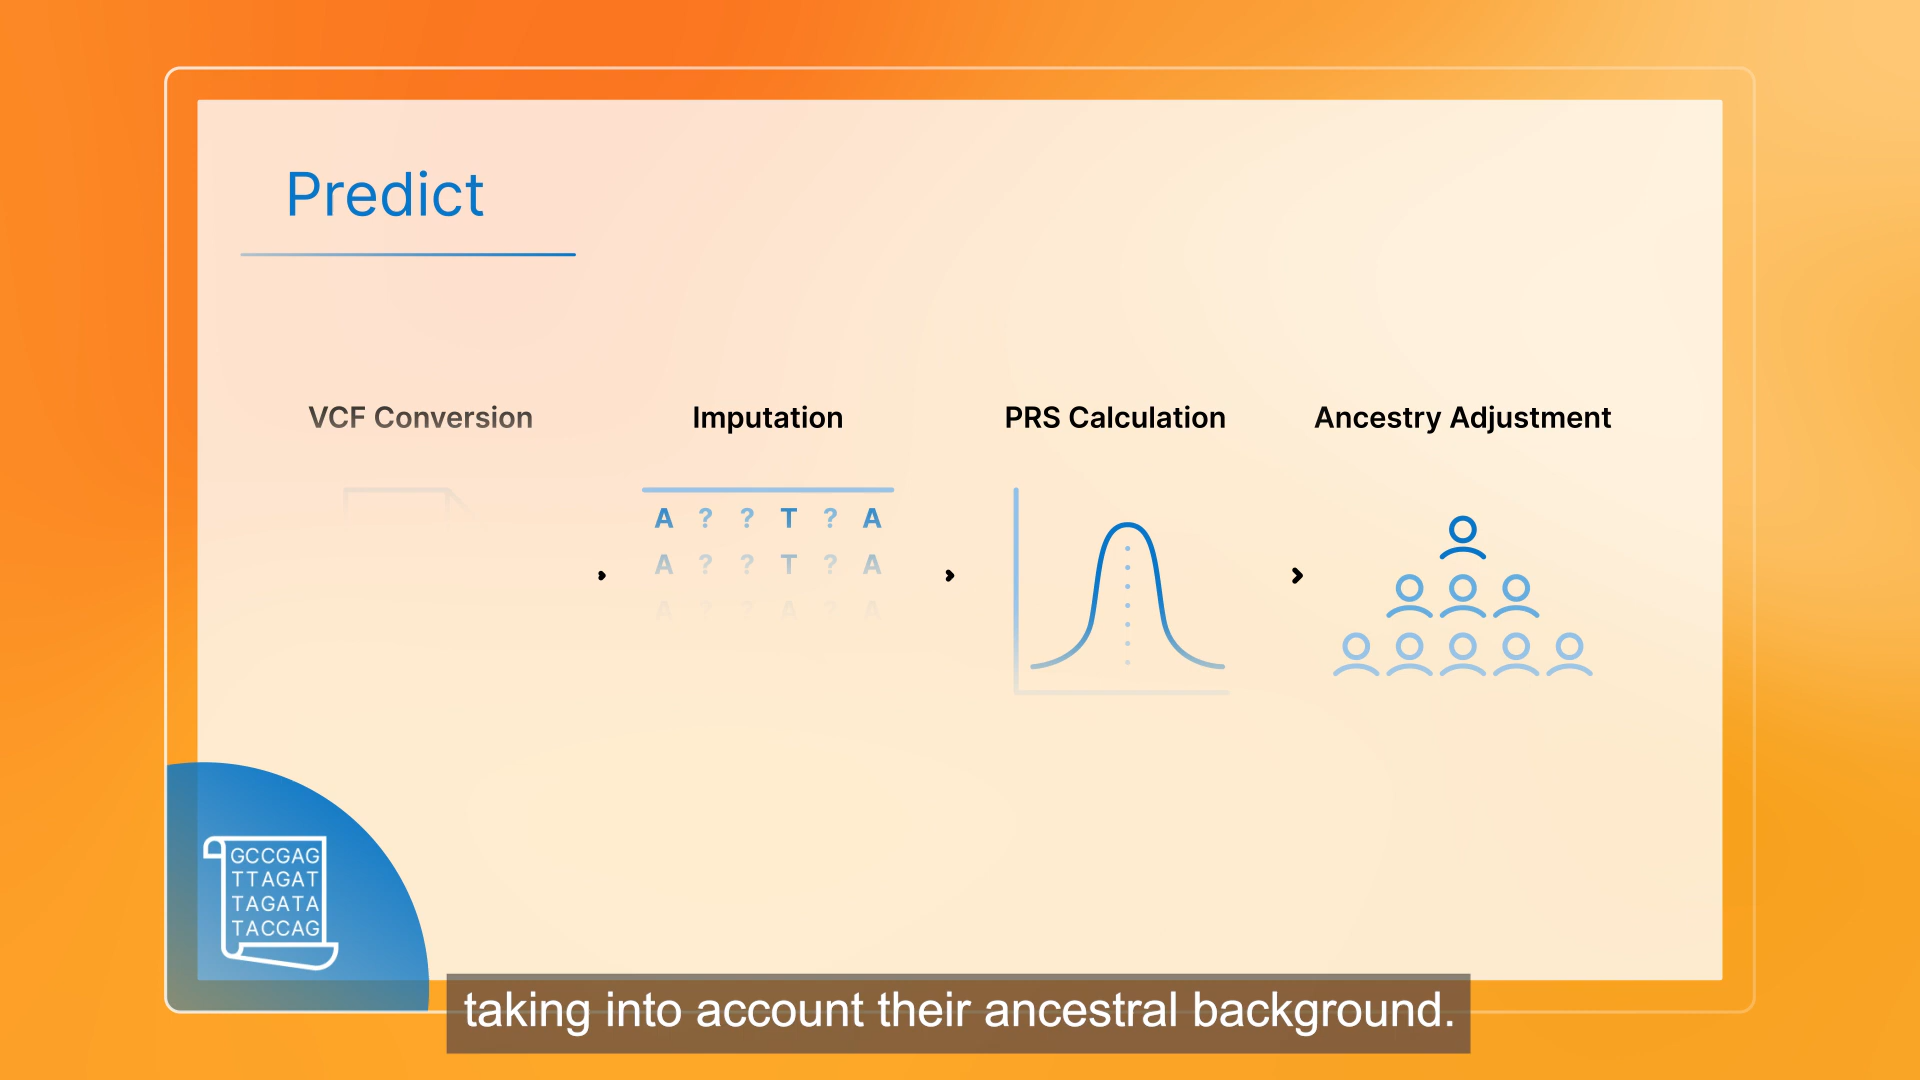 Predict
VCF Conversion
Imputation
PRS Calculation
Ancestry Adjustment
A ? ? T ? A
A ? ? T ? A
A ? ? A ? A
GCCGAG
TTAGAT
TAGATA
TACCAG
taking into account their ancestral background.